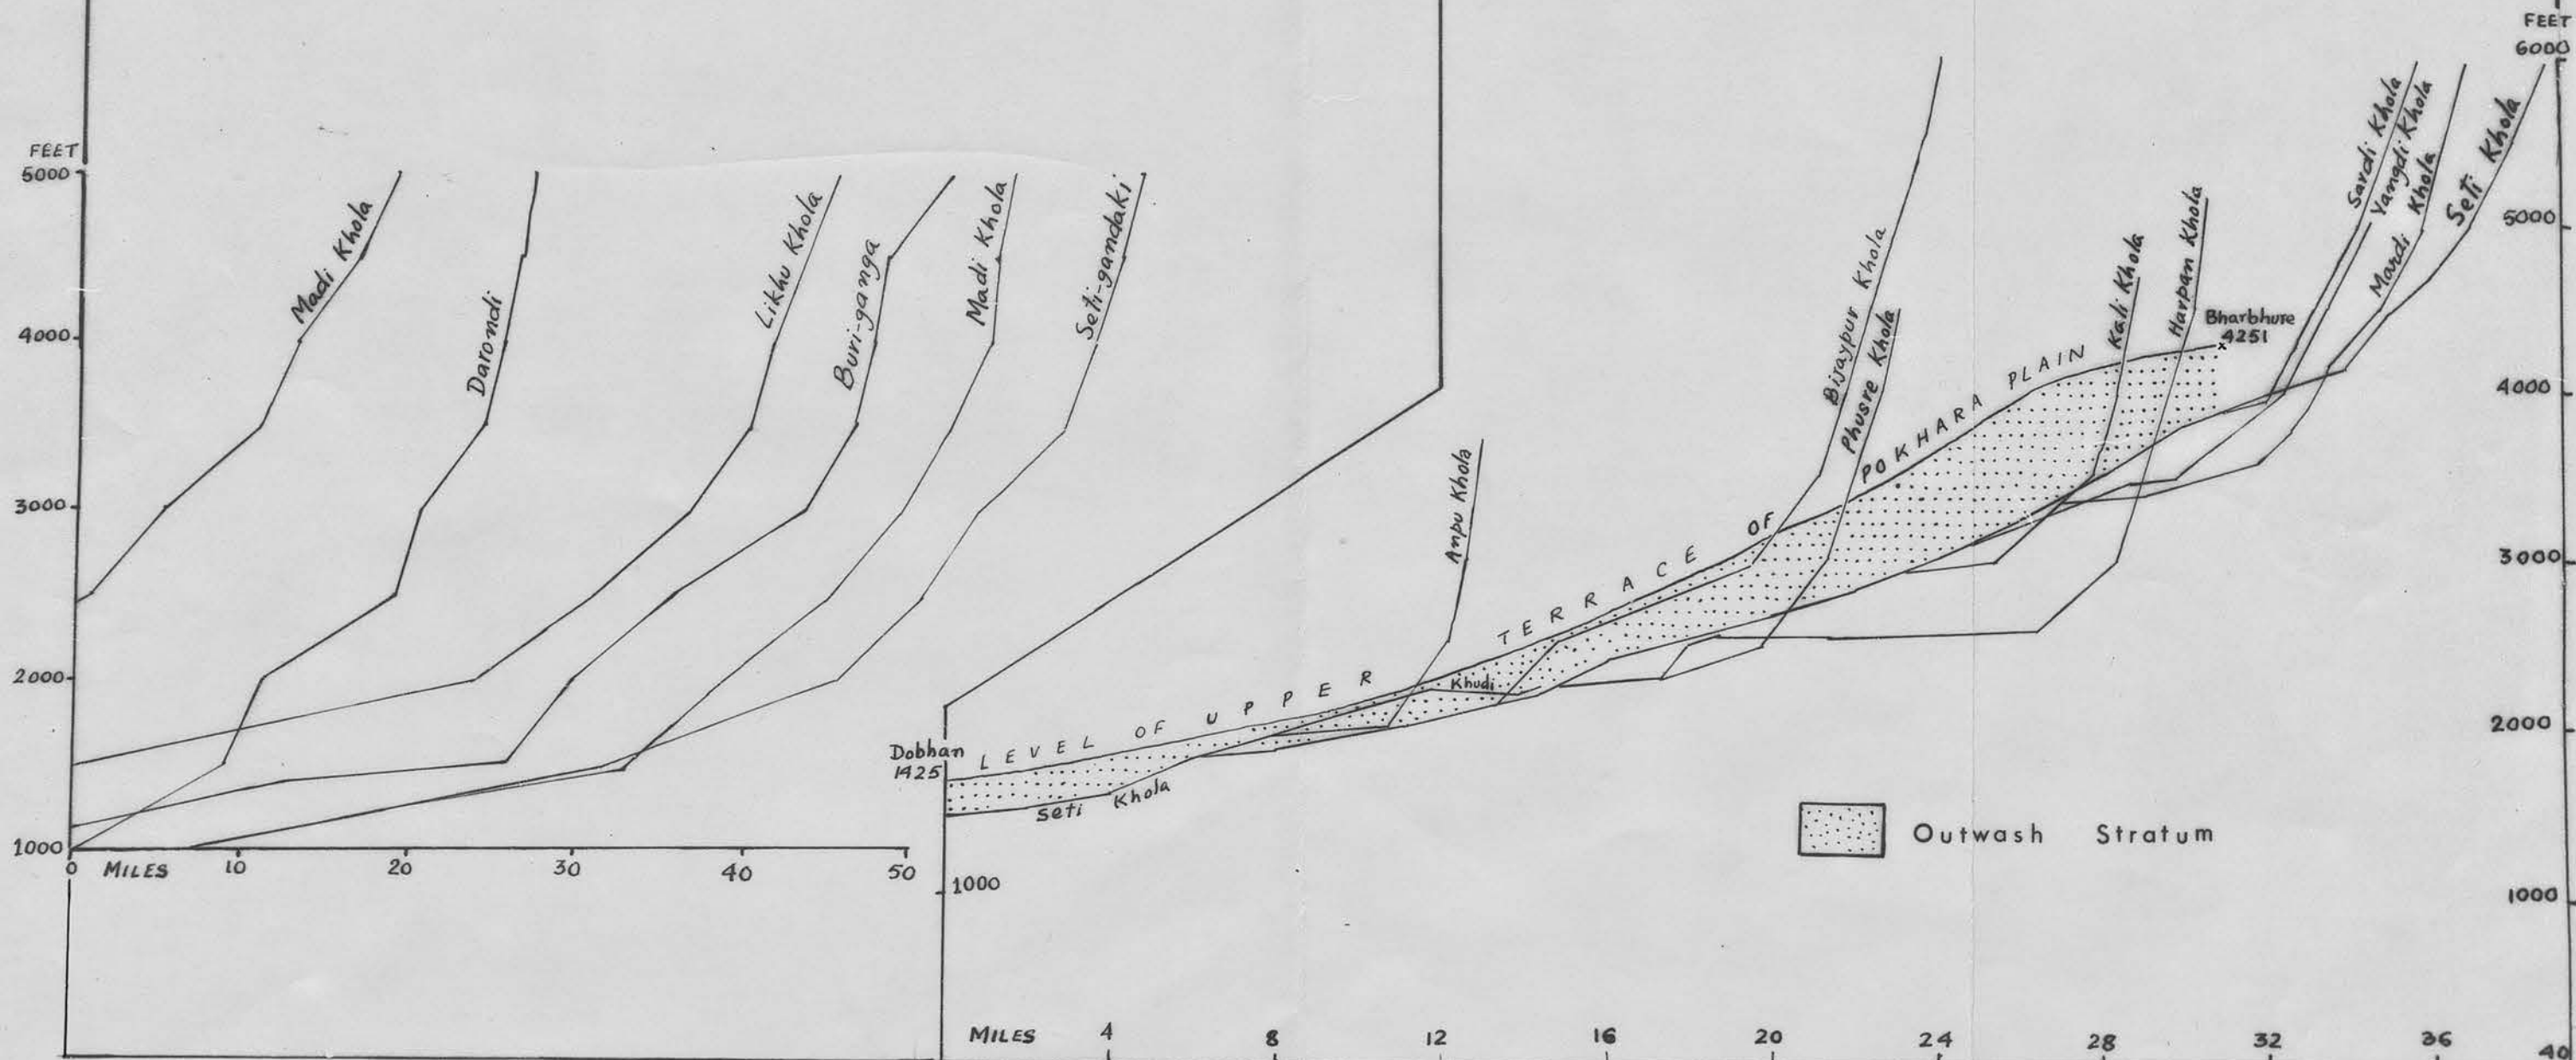 FEET
5000
4000
3000
2000
1000
0
MILES
10
20
30
40
50
Madi Khola
Darondi
Likhu Khola
Buri-ganga
Madi Khola
Seti-gandaki
Dobhan
1425
LEVEL OF UPPER TERRACE OF POKHARA PLAIN
Seti Khola
Khudi
Anpu Khola
Bijaypur Khola
Phusre Khola
Kali Khola
Harpan Khola
Bharbhure
4251
Sardi Khola
Yangdi Khola
Mardi Khola
Seti Khola
FEET
6000
5000
4000
3000
2000
1000
Outwash Stratum
1000
MILES
4
8
12
16
20
24
28
32
36
40